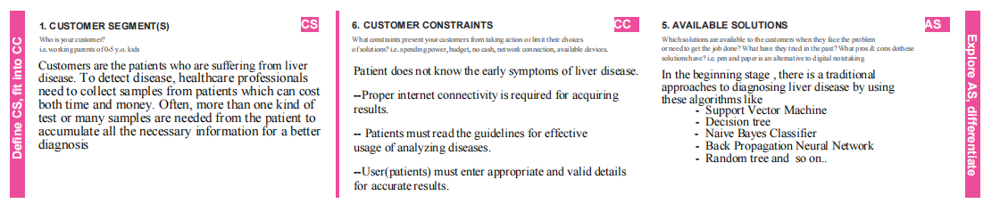 Define CS, fit into CC
1. CUSTOMER SEGMENT(S)
CS
Who is your customer?
i.e. working parents of 0-5 y.o. kids
Customers are the patients who are suffering from liver
disease. To detect disease, healthcare professionals
need to collect samples from patients which can cost
both time and money. Often, more than one kind of
test or many samples are needed from the patient to
accumulate all the necessary information for a better
diagnosis
6. CUSTOMER CONSTRAINTS
CC
What constraints prevent your customers from taking action or limit their choices
of solutions? i.e. spending power, budget, no cash, network connection, available devices.
Patient does not know the early symptoms of liver disease.
--Proper internet connectivity is required for acquiring
results.
-- Patients must read the guidelines for effective
usage of analyzing diseases.
--User(patients) must enter appropriate and valid details
for accurate results.
5. AVAILABLE SOLUTIONS
AS
Which solutions are available to the customers when they face the problem
or need to get the job done? What have they tried in the past? What pros & cons do these
solutions have? i.e. pen and paper is an alternative to digital notetaking
In the beginning stage , there is a traditional
approaches to diagnosing liver disease by using
these algorithms like
- Support Vector Machine
- Decision tree
- Naive Bayes Classifier
- Back Propagation Neural Network
- Random tree and so on..
Explore AS, differentiate